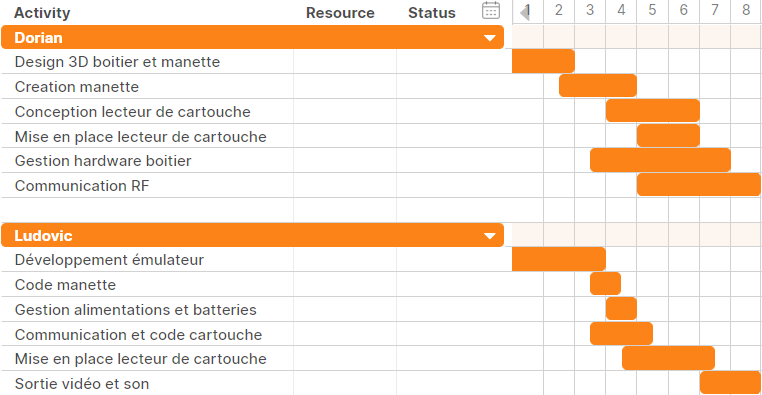 Activity Resource Status 1 2 3 4 5 6 7 8
Dorian
Design 3D boitier et manette
Creation manette
Conception lecteur de cartouche
Mise en place lecteur de cartouche
Gestion hardware boitier
Communication RF
Ludovic
Développement émulateur
Code manette
Gestion alimentations et batteries
Communication et code cartouche
Mise en place lecteur de cartouche
Sortie vidéo et son